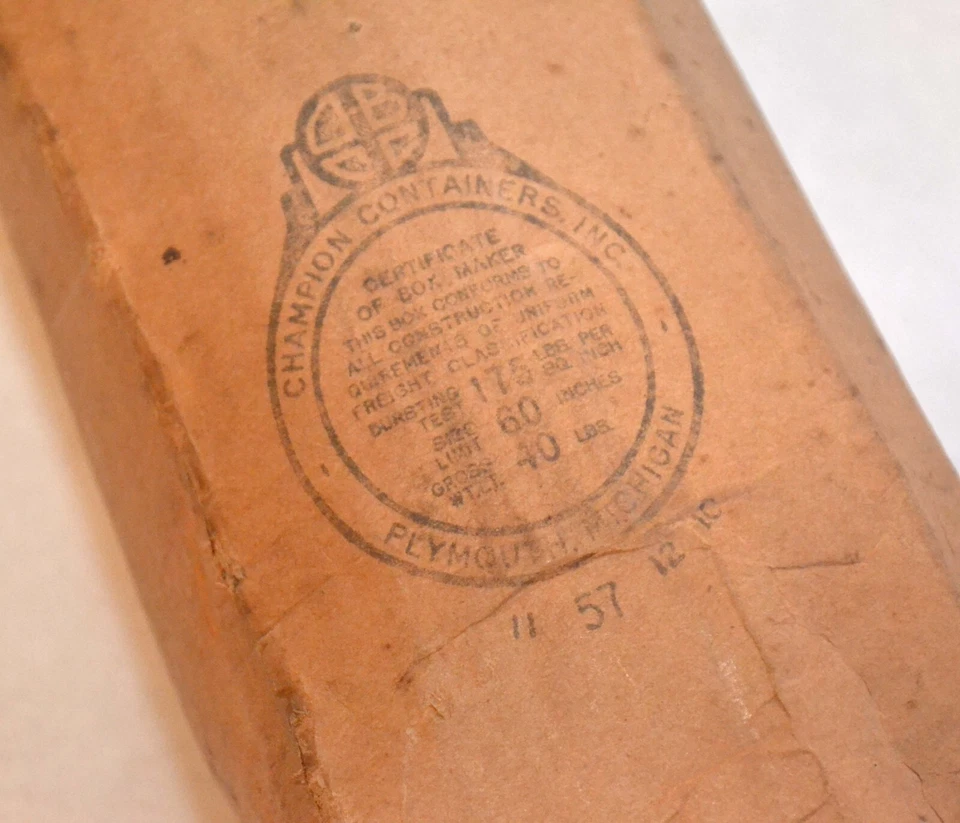 CHAMPION CONTAINERS, INC.
CERTIFICATE
OF BOX MAKER
THIS BOX CONFORMS TO
ALL CONSTRUCTION RE-
QUIREMENTS OF UNIFORM
FREIGHT CLASSIFICATION
BURSTING 175 LBS. PER
TEST SQ. INCH
SIZE
LIMIT 60 INCHES
GROSS
WT. LT. 40 LBS.
PLYMOUTH, MICHIGAN
11 57 12 10